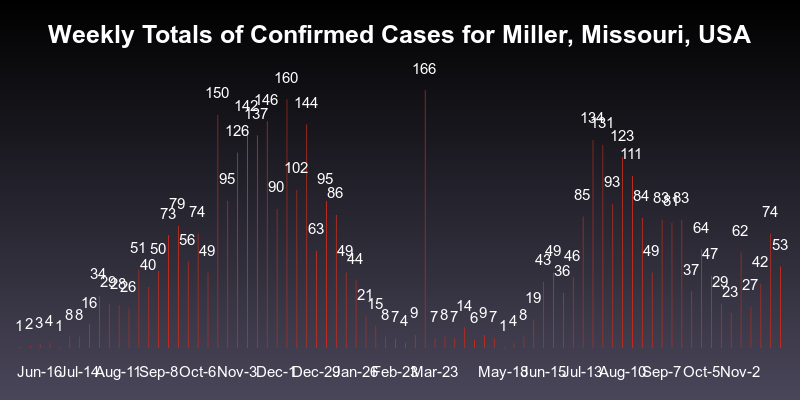 Weekly Totals of Confirmed Cases for Miller, Missouri, USA
1 2 3 4 1 8 8 16 34 29 28 26 51 40 50 73 79 56 74 49 150 95 126 142 137 146 90 160 102 144 63 95 86 49 44 21 15 8 7 4 9 166 7 8 7 14 6 9 7 1 4 8 19 43 49 36 46 85 134 131 93 123 111 84 49 83 81 83 37 64 47 29 23 62 27 42 74 53
Jun-16 Jul-14 Aug-11 Sep-8 Oct-6 Nov-3 Dec-1 Dec-29 Jan-26 Feb-23 Mar-23 May-18 Jun-15 Jul-13 Aug-10 Sep-7 Oct-5 Nov-2